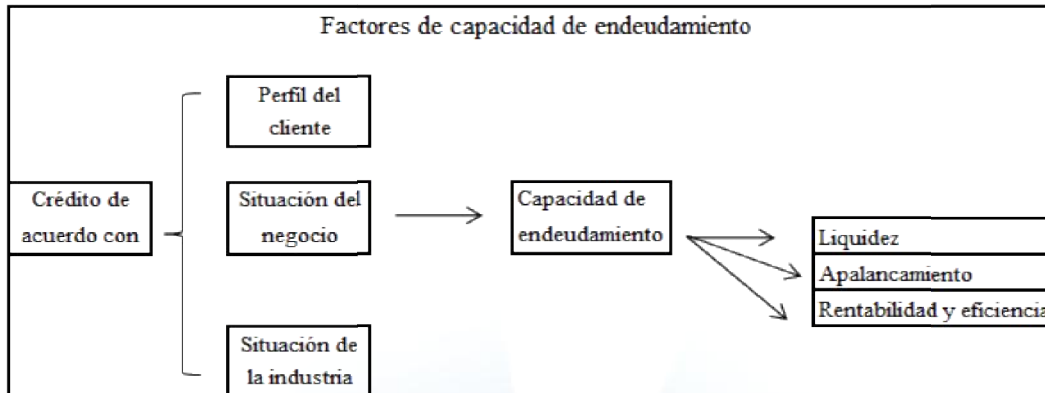 Factores de capacidad de endeudamiento
Perfil del
cliente
Crédito de
acuerdo con
Situación del
negocio
Capacidad de
endeudamiento
Liquidez
Apalancamiento
Rentabilidad y eficiencia
Situación de
la industria